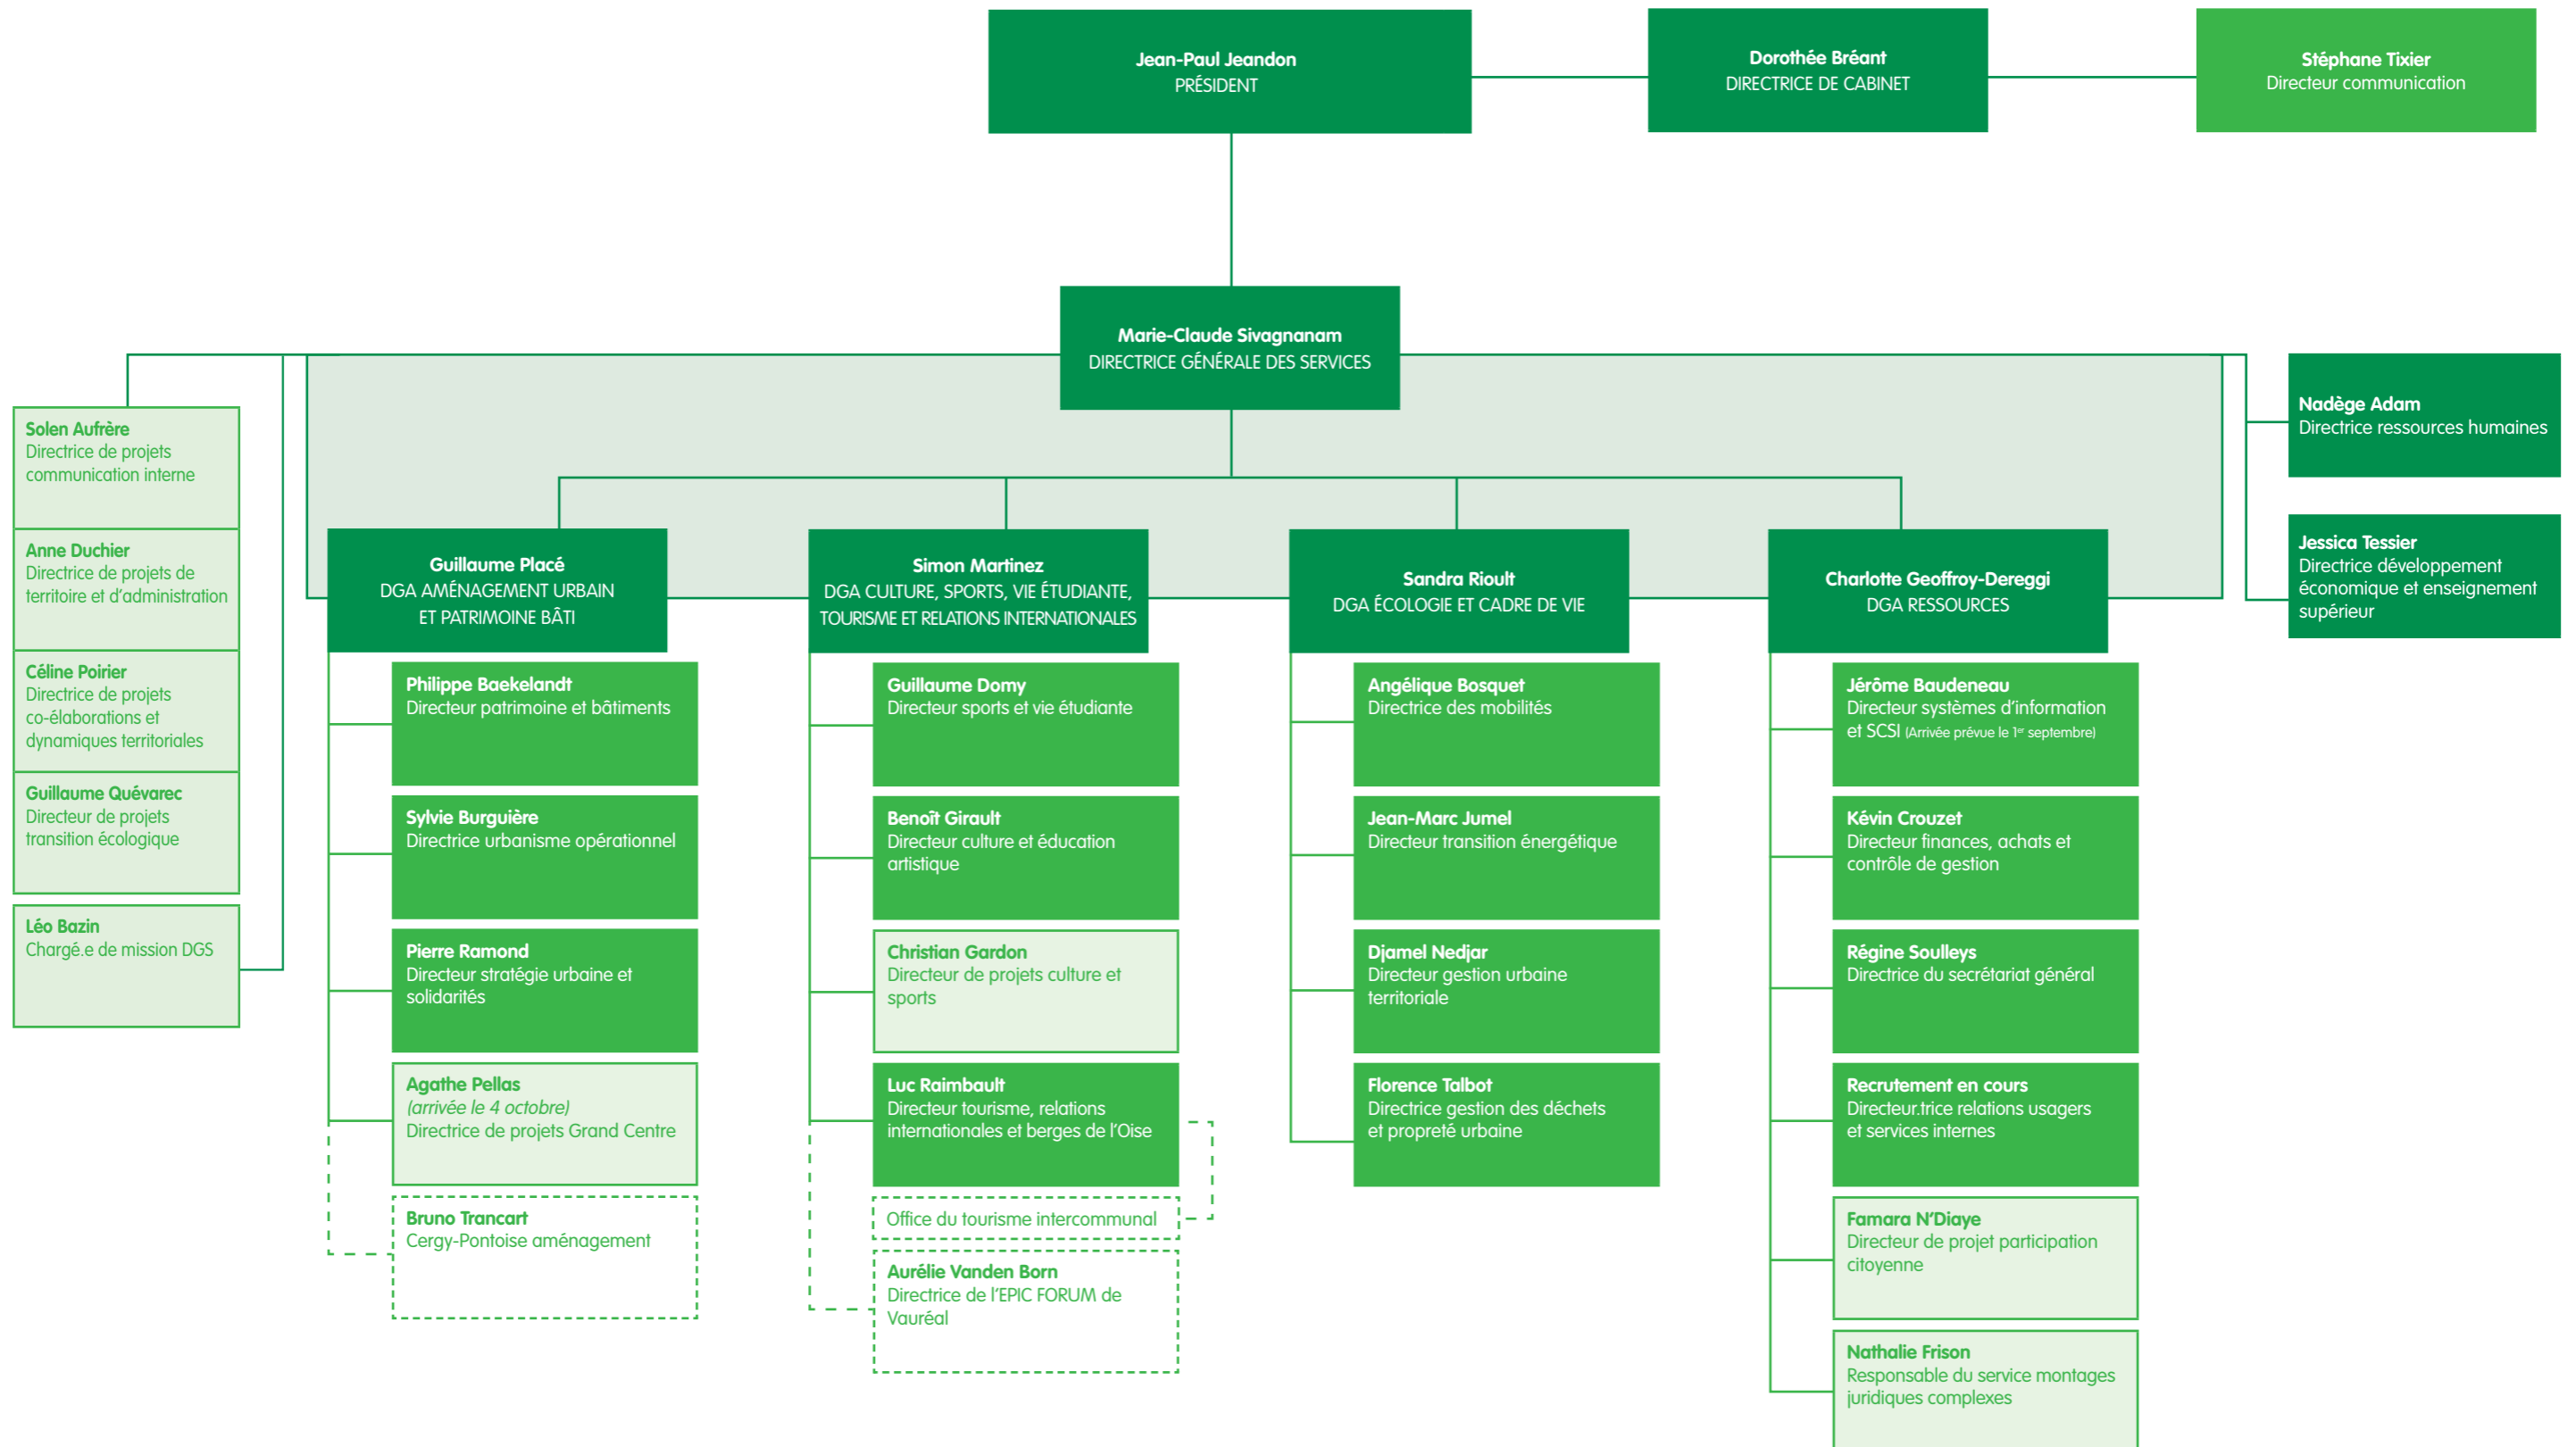 Jean-Paul Jeandon
PRÉSIDENT
Dorothée Bréant
DIRECTRICE DE CABINET
Stéphane Tixier
Directeur communication
Marie-Claude Sivagnanam
DIRECTRICE GÉNÉRALE DES SERVICES
Solen Aufrère
Directrice de projets
communication interne
Anne Duchier
Directrice de projets de
territoire et d'administration
Céline Poirier
Directrice de projets
co-élaborations et
dynamiques territoriales
Guillaume Quévarec
Directeur de projets
transition écologique
Léo Bazin
Chargé.e de mission DGS
Nadège Adam
Directrice ressources humaines
Jessica Tessier
Directrice développement
économique et enseignement
supérieur
Guillaume Placé
DGA AMÉNAGEMENT URBAIN
ET PATRIMOINE BÂTI
Philippe Baekelandt
Directeur patrimoine et bâtiments
Sylvie Burguière
Directrice urbanisme opérationnel
Pierre Ramond
Directeur stratégie urbaine et
solidarités
Agathe Pellas
(arrivée le 4 octobre)
Directrice de projets Grand Centre
Bruno Trancart
Cergy-Pontoise aménagement
Simon Martinez
DGA CULTURE, SPORTS, VIE ÉTUDIANTE,
TOURISME ET RELATIONS INTERNATIONALES
Guillaume Domy
Directeur sports et vie étudiante
Benoît Girault
Directeur culture et éducation
artistique
Christian Gardon
Directeur de projets culture et
sports
Luc Raimbault
Directeur tourisme, relations
internationales et berges de l'Oise
Office du tourisme intercommunal
Aurélie Vanden Born
Directrice de l'EPIC FORUM de
Vauréal
Sandra Rioult
DGA ÉCOLOGIE ET CADRE DE VIE
Angélique Bosquet
Directrice des mobilités
Jean-Marc Jumel
Directeur transition énergétique
Djamel Nedjar
Directeur gestion urbaine
territoriale
Florence Talbot
Directrice gestion des déchets
et propreté urbaine
Charlotte Geoffroy-Dereggi
DGA RESSOURCES
Jérôme Baudeneau
Directeur systèmes d'information
et SCSI (Arrivée prévue le 1er septembre)
Kévin Crouzet
Directeur finances, achats et
contrôle de gestion
Régine Soulleys
Directrice du secrétariat général
Recrutement en cours
Directeur.trice relations usagers
et services internes
Famara N'Diaye
Directeur de projet participation
citoyenne
Nathalie Frison
Responsable du service montages
juridiques complexes